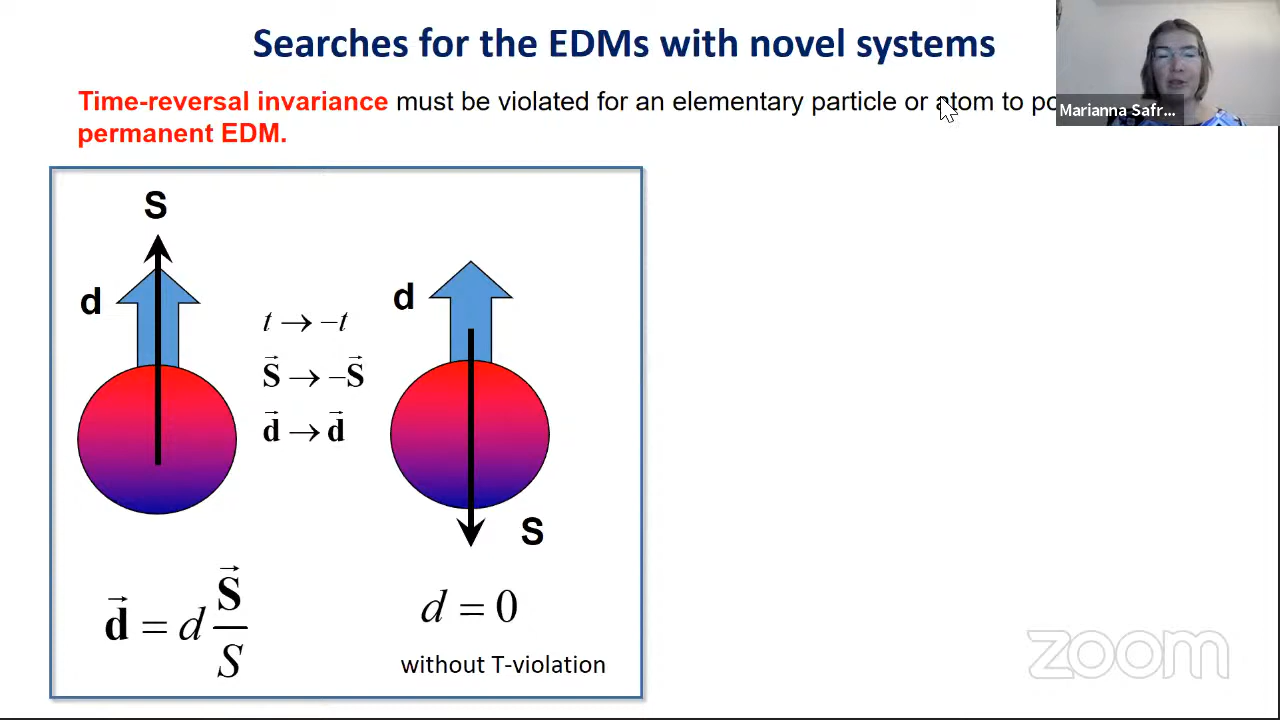 Searches for the EDMs with novel systems
Time-reversal invariance must be violated for an elementary particle or atom to
permanent EDM.
Marianna Safr...
S
d
d
t → −t
S⃗ → −S⃗
d⃗ → d⃗
S
d⃗ = d S⃗ / S
d = 0
without T-violation
zoom